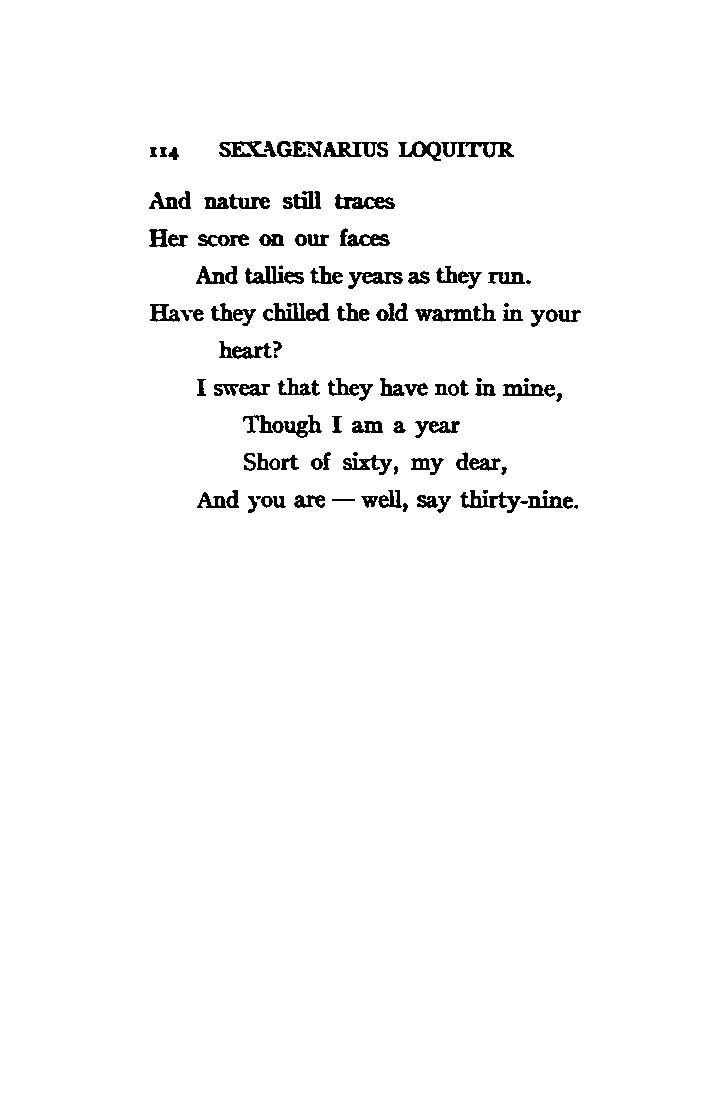 114 SEXAGENARIUS LOQUITUR
And nature still traces
Her score on our faces
And tallies the years as they run.
Have they chilled the old warmth in your
heart?
I swear that they have not in mine,
Though I am a year
Short of sixty, my dear,
And you are — well, say thirty-nine.